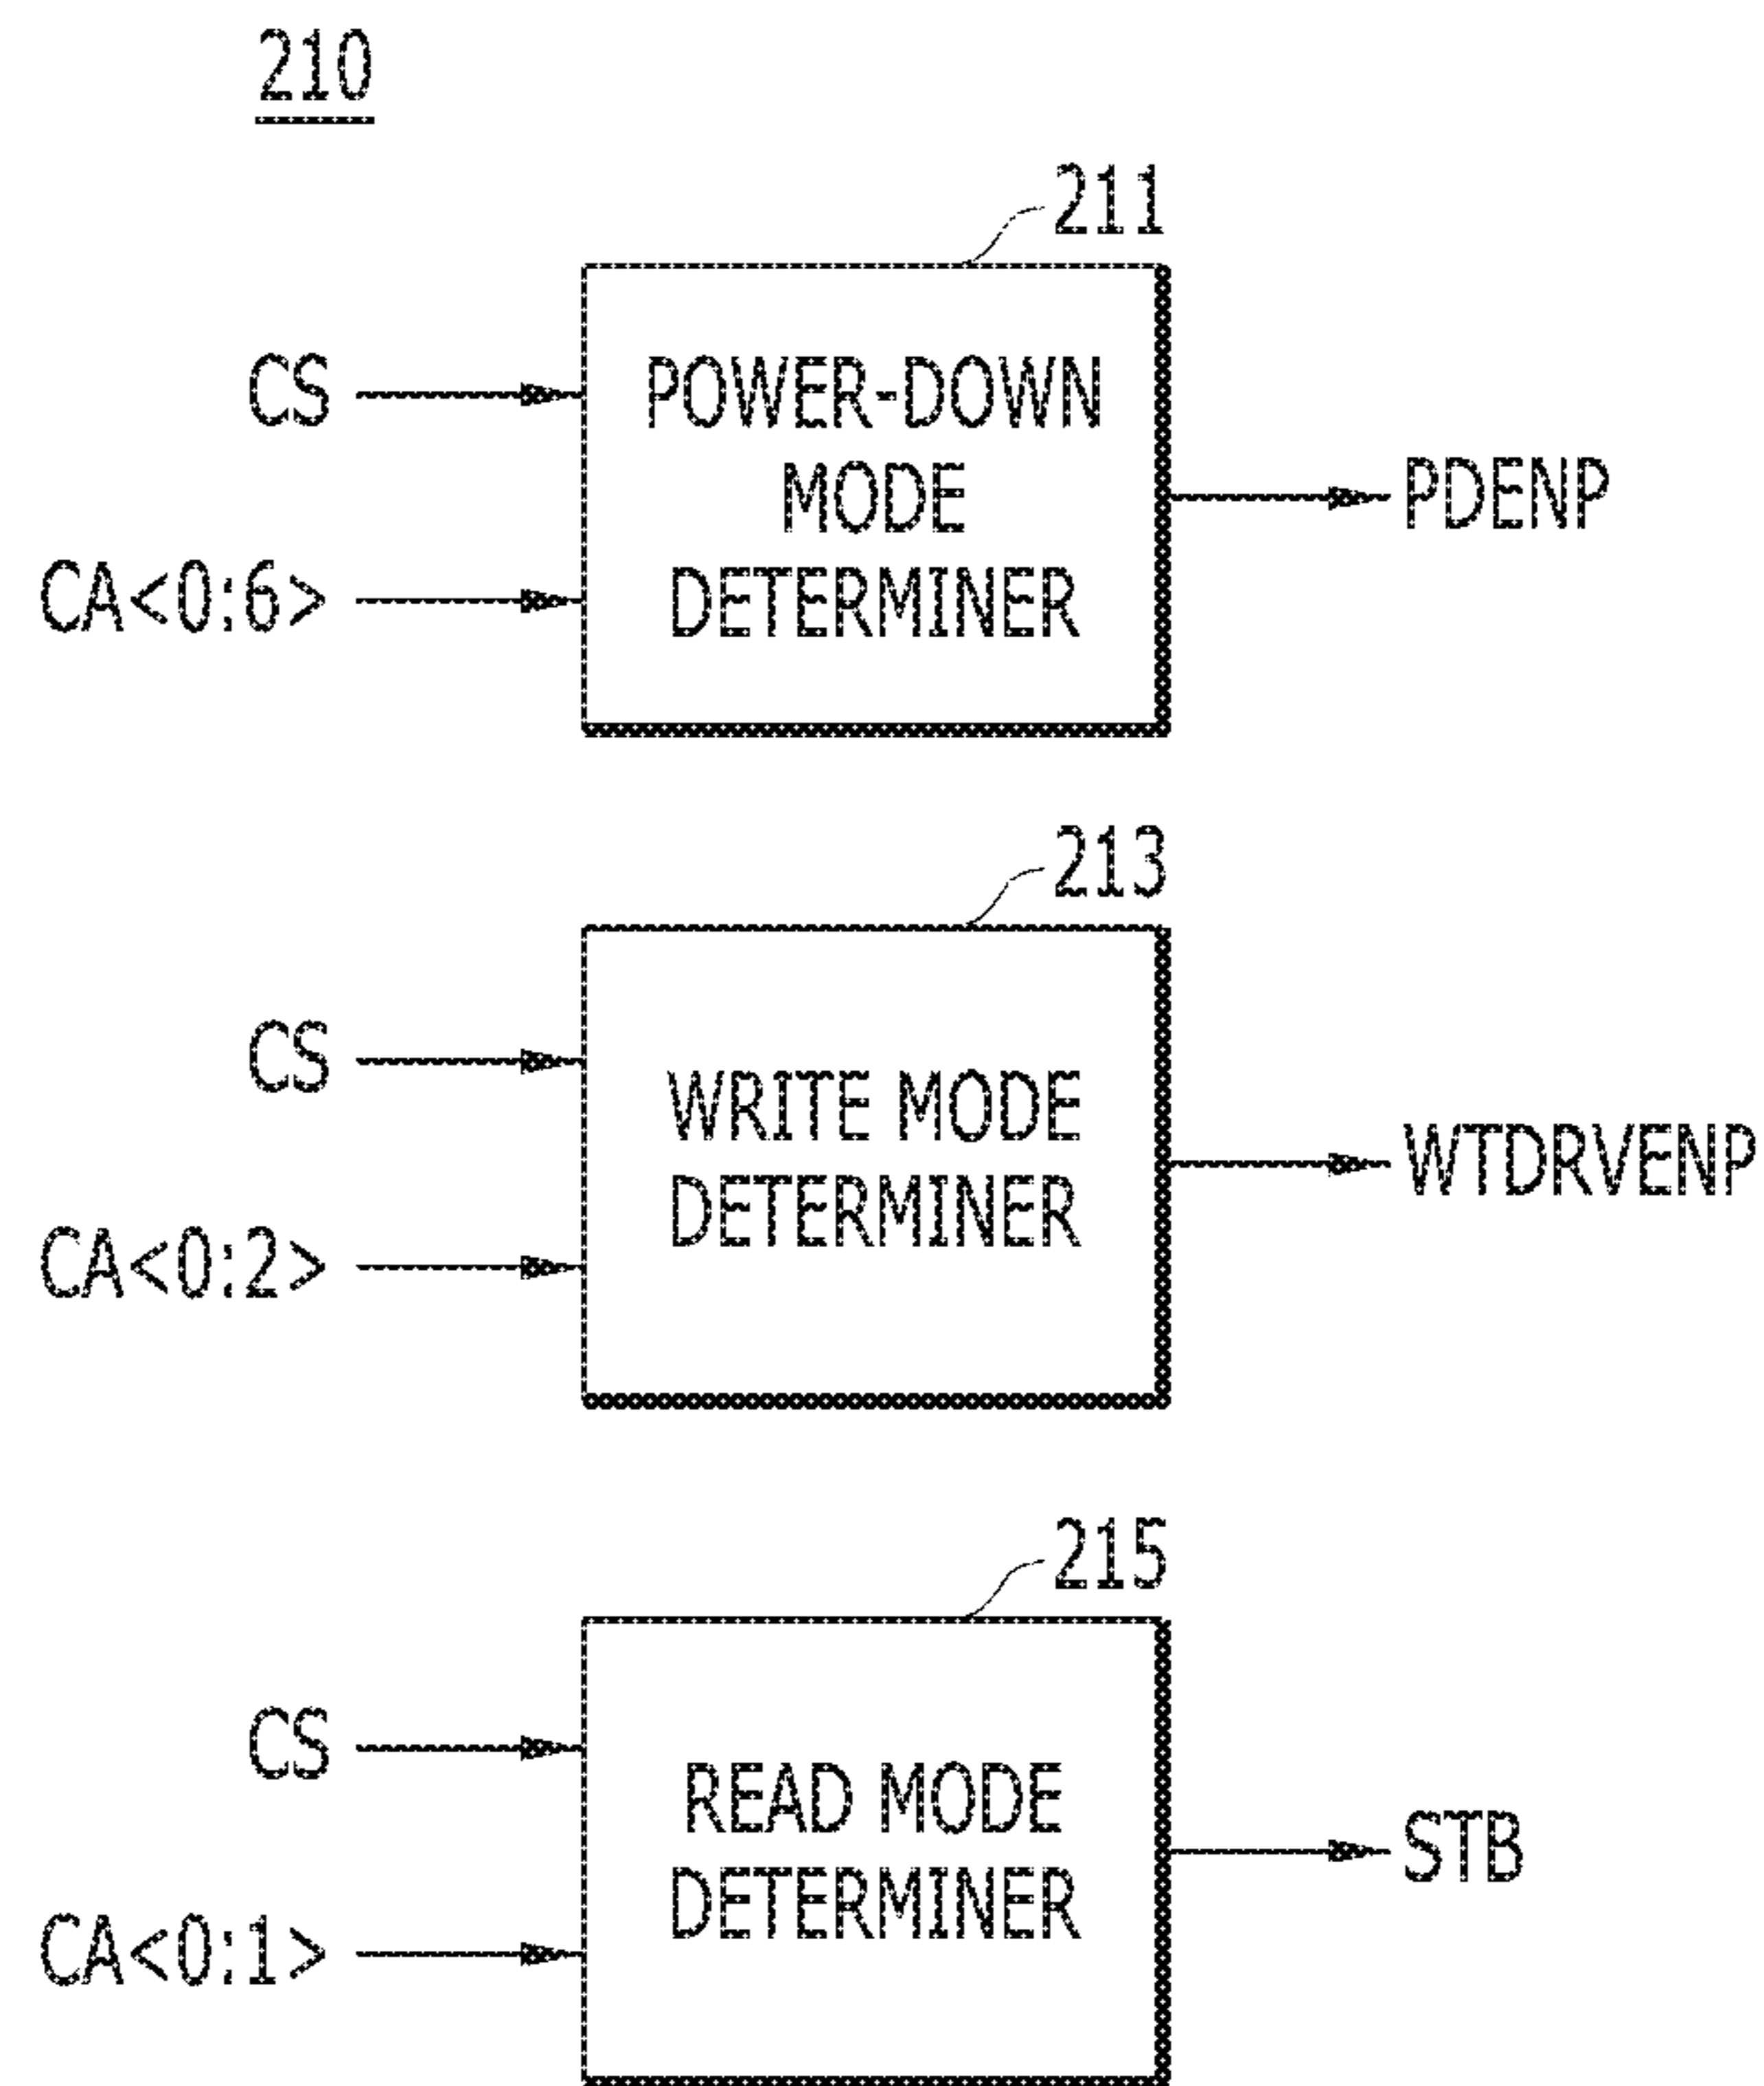 210
211
CS
POWER-DOWN
MODE
DETERMINER
CA<0:6>
PDENP
213
CS
WRITE MODE
DETERMINER
CA<0:2>
WTDRVENP
215
CS
READ MODE
DETERMINER
CA<0:1>
STB